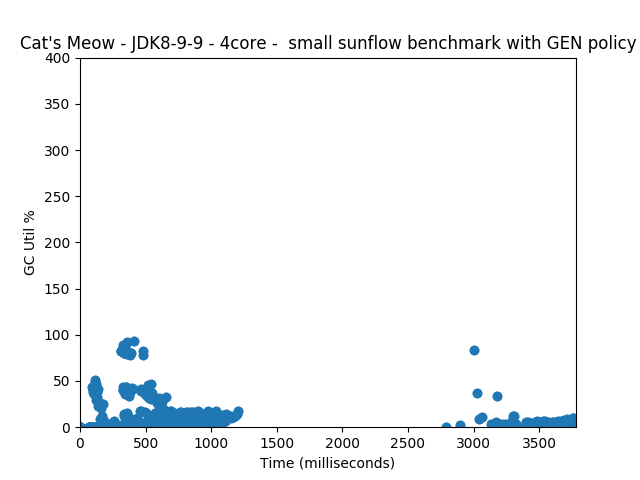 Cat's Meow - JDK8-9-9 - 4core -  small sunflow benchmark with GEN policy
400
350
300
250
200
150
100
50
0
GC Util %
0 500 1000 1500 2000 2500 3000 3500
Time (milliseconds)